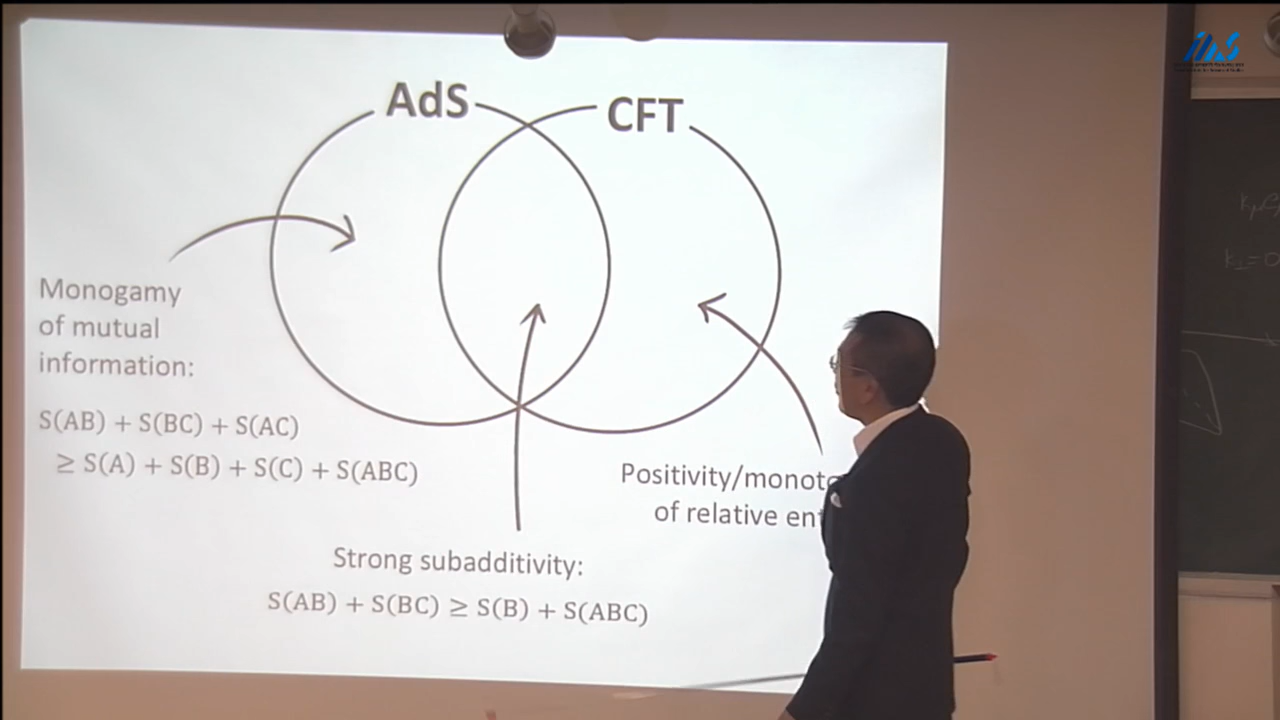 AdS
CFT
Monogamy
of mutual
information:
S(AB) + S(BC) + S(AC)
≥ S(A) + S(B) + S(C) + S(ABC)
Positivity/monot
of relative en
Strong subadditivity:
S(AB) + S(BC) ≥ S(B) + S(ABC)